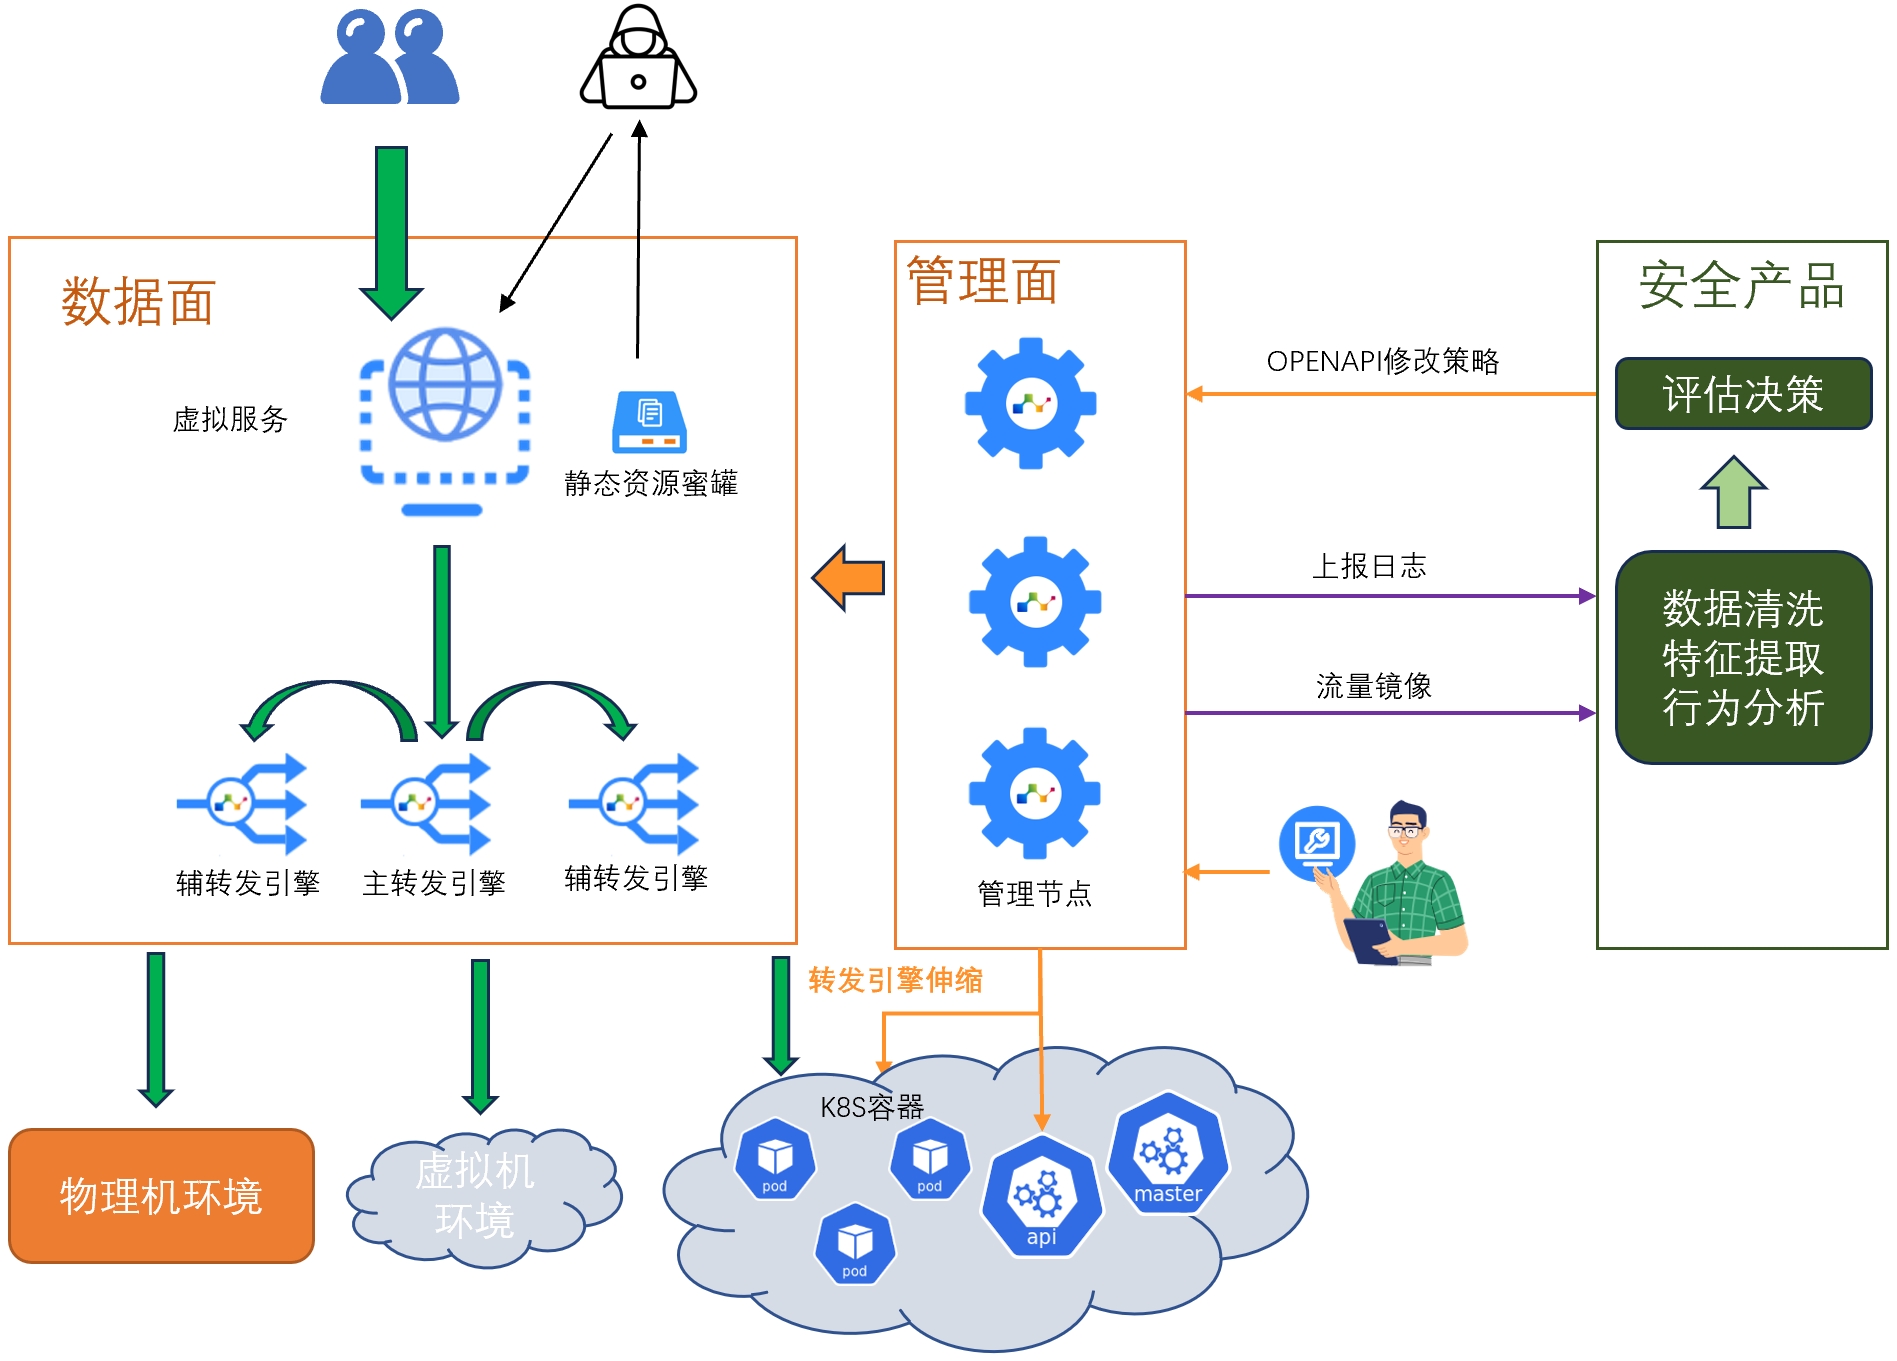 数据面
虚拟服务
静态资源蜜罐
辅转发引擎
主转发引擎
辅转发引擎
管理面
管理节点
OPENAPI修改策略
上报日志
流量镜像
安全产品
评估决策
数据清洗
特征提取
行为分析
转发引擎伸缩
物理机环境
虚拟机
环境
K8S容器
pod
pod
pod
api
master